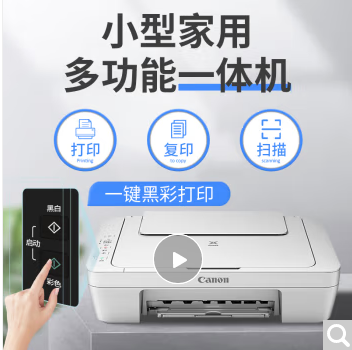 小型家用
多功能一体机
打印
Printing
复印
to copy
扫描
scanning
一键黑彩打印
黑白
启动
彩色
Canon